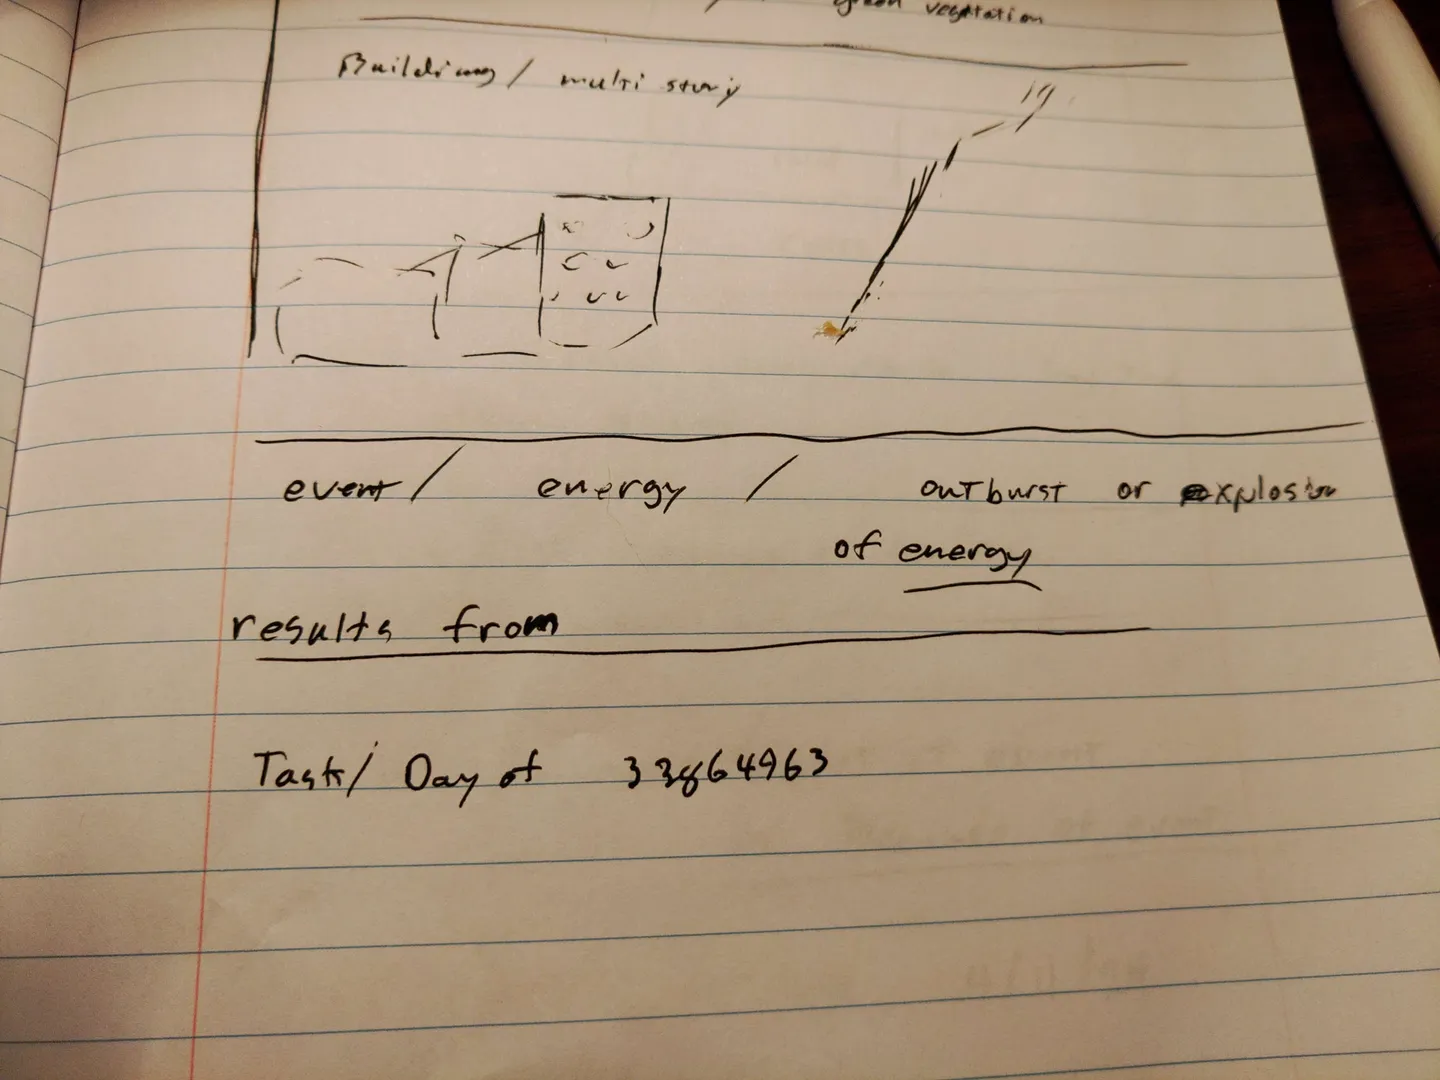 green vegetation
Building / multi story
event / energy / outburst or explosion
of energy
results from
Task / Day of 33864963